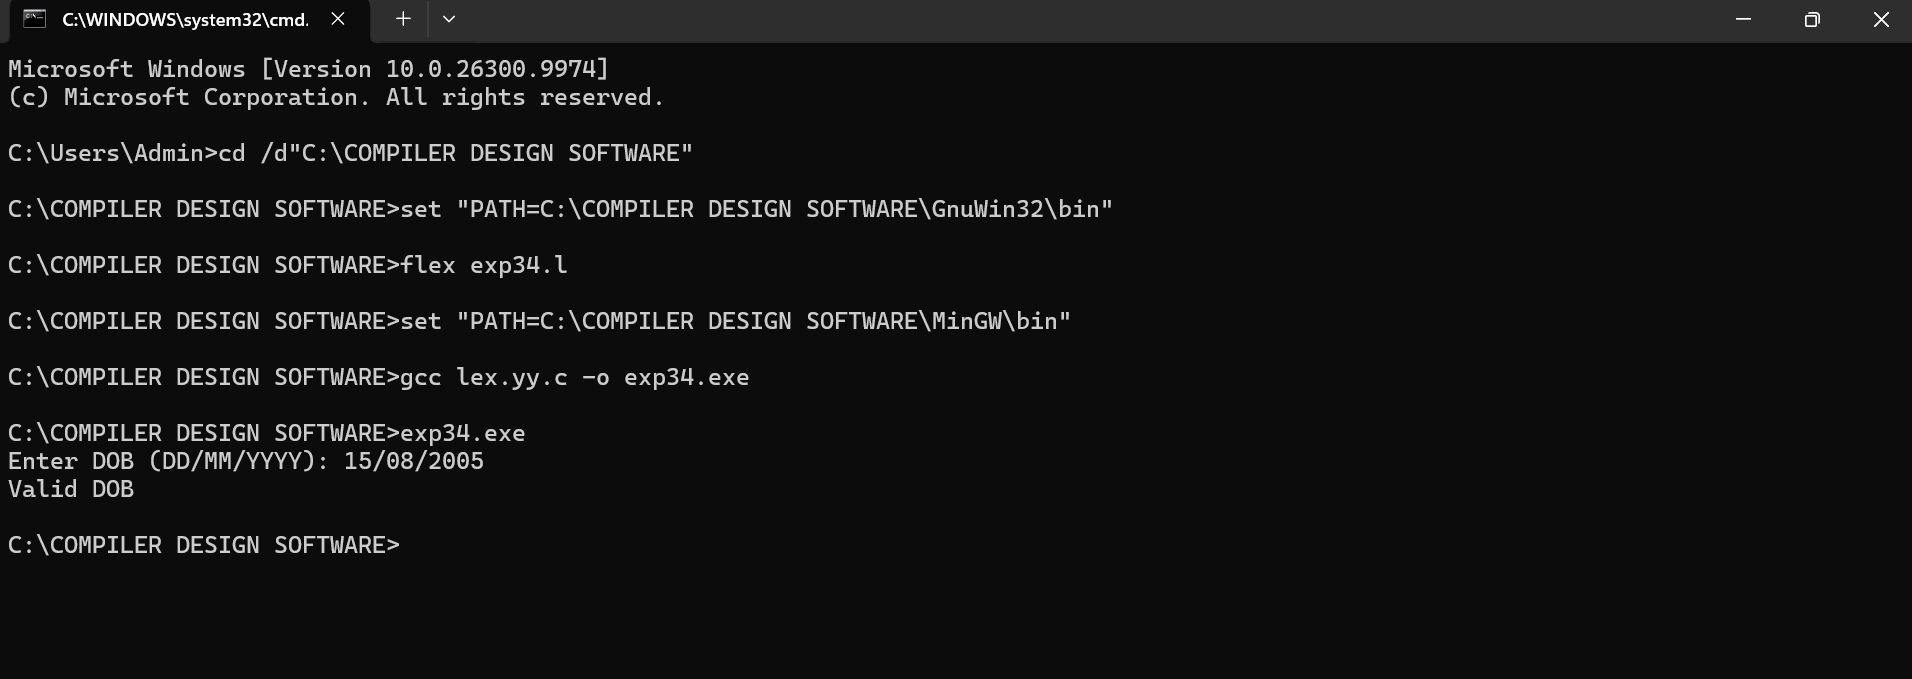 C:\WINDOWS\system32\cmd.
Microsoft Windows [Version 10.0.26300.9974]
(c) Microsoft Corporation. All rights reserved.
C:\Users\Admin>cd /d"C:\COMPILER DESIGN SOFTWARE"
C:\COMPILER DESIGN SOFTWARE>set "PATH=C:\COMPILER DESIGN SOFTWARE\GnuWin32\bin"
C:\COMPILER DESIGN SOFTWARE>flex exp34.l
C:\COMPILER DESIGN SOFTWARE>set "PATH=C:\COMPILER DESIGN SOFTWARE\MinGW\bin"
C:\COMPILER DESIGN SOFTWARE>gcc lex.yy.c -o exp34.exe
C:\COMPILER DESIGN SOFTWARE>exp34.exe
Enter DOB (DD/MM/YYYY): 15/08/2005
Valid DOB
C:\COMPILER DESIGN SOFTWARE>